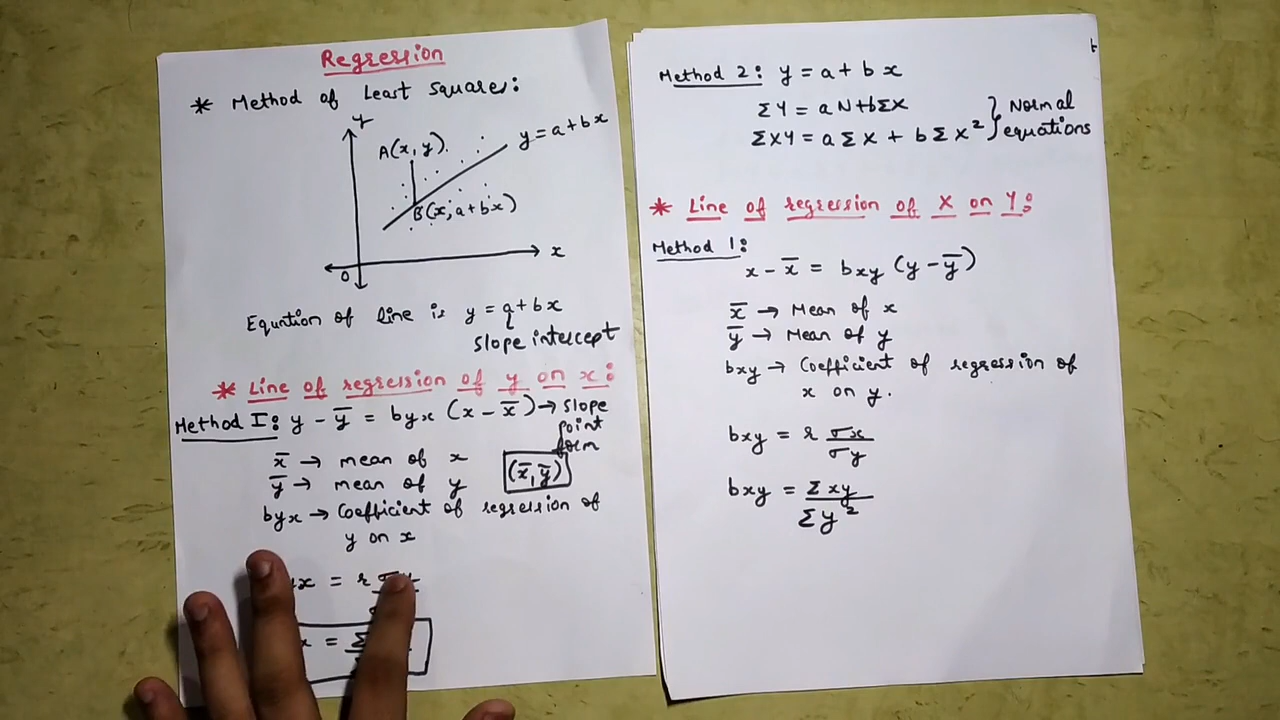 Regression
* Method of Least Square:
Y
A(x, y)
y = a + bx
B(x, a + bx)
0
x
Equation of line is y = a + bx
slope intercept
* Line of regression of y on x:
Method I: y - ȳ = byx (x - x̄) → slope point form
x̄ → mean of x
(x̄, ȳ)
ȳ → mean of y
byx → Coefficient of regression of
y on x
x = r
x = Σ
Method 2: y = a + bx
ΣY = aN + bΣX
ΣXY = aΣX + bΣX²
} Normal
equations
* Line of regression of X on Y:
Method 1:
x - x̄ = bxy (y - ȳ)
x̄ → Mean of x
ȳ → Mean of y
bxy → Coefficient of regression of
x on y.
bxy = r σx / σy
bxy = Σxy / Σy²